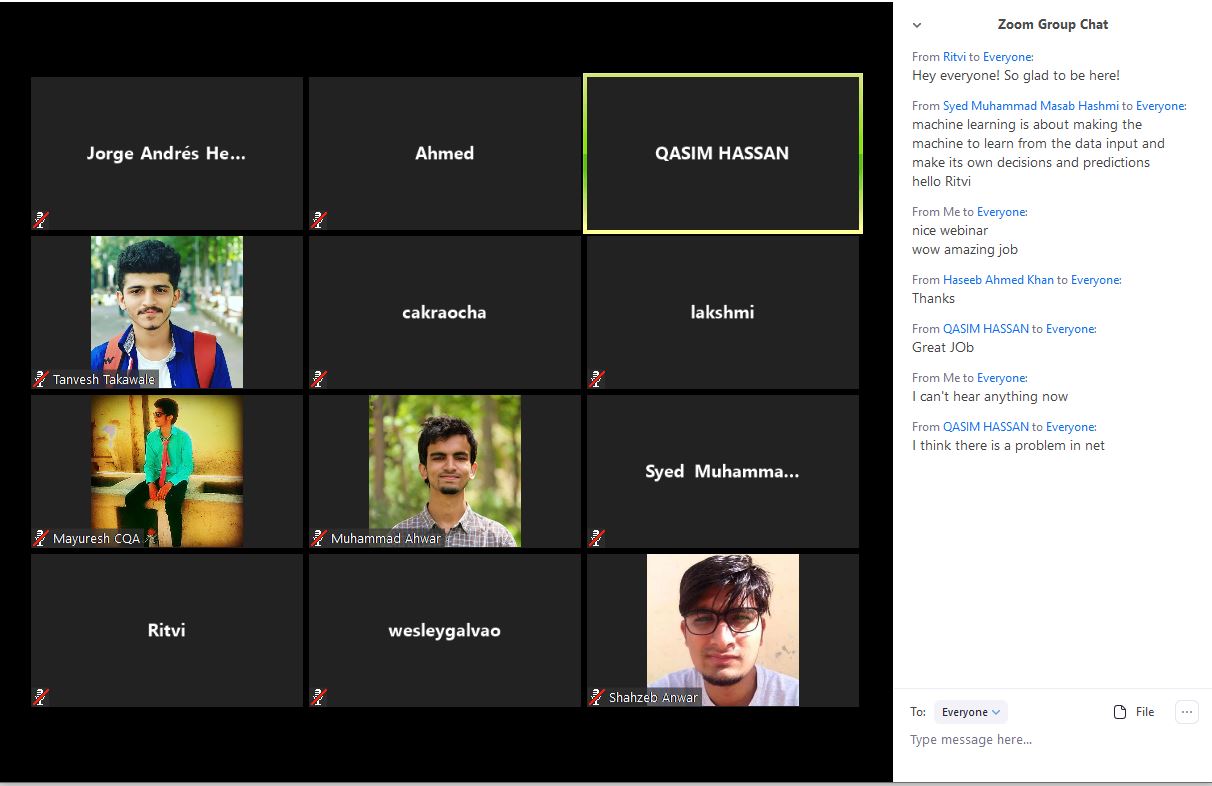 Jorge Andrés He...
Ahmed
QASIM HASSAN
Tanvesh Takawale
cakraocha
lakshmi
Mayuresh CQA
Muhammad Ahwar
Syed Muhamma...
Ritvi
wesleygalvao
Shahzeb Anwar
Zoom Group Chat
From Ritvi to Everyone:
Hey everyone! So glad to be here!
From Syed Muhammad Masab Hashmi to Everyone:
machine learning is about making the
machine to learn from the data input and
make its own decisions and predictions
hello Ritvi
From Me to Everyone:
nice webinar
wow amazing job
From Haseeb Ahmed Khan to Everyone:
Thanks
From QASIM HASSAN to Everyone:
Great JOb
From Me to Everyone:
I can't hear anything now
From QASIM HASSAN to Everyone:
I think there is a problem in net
To: Everyone File ...
Type message here...